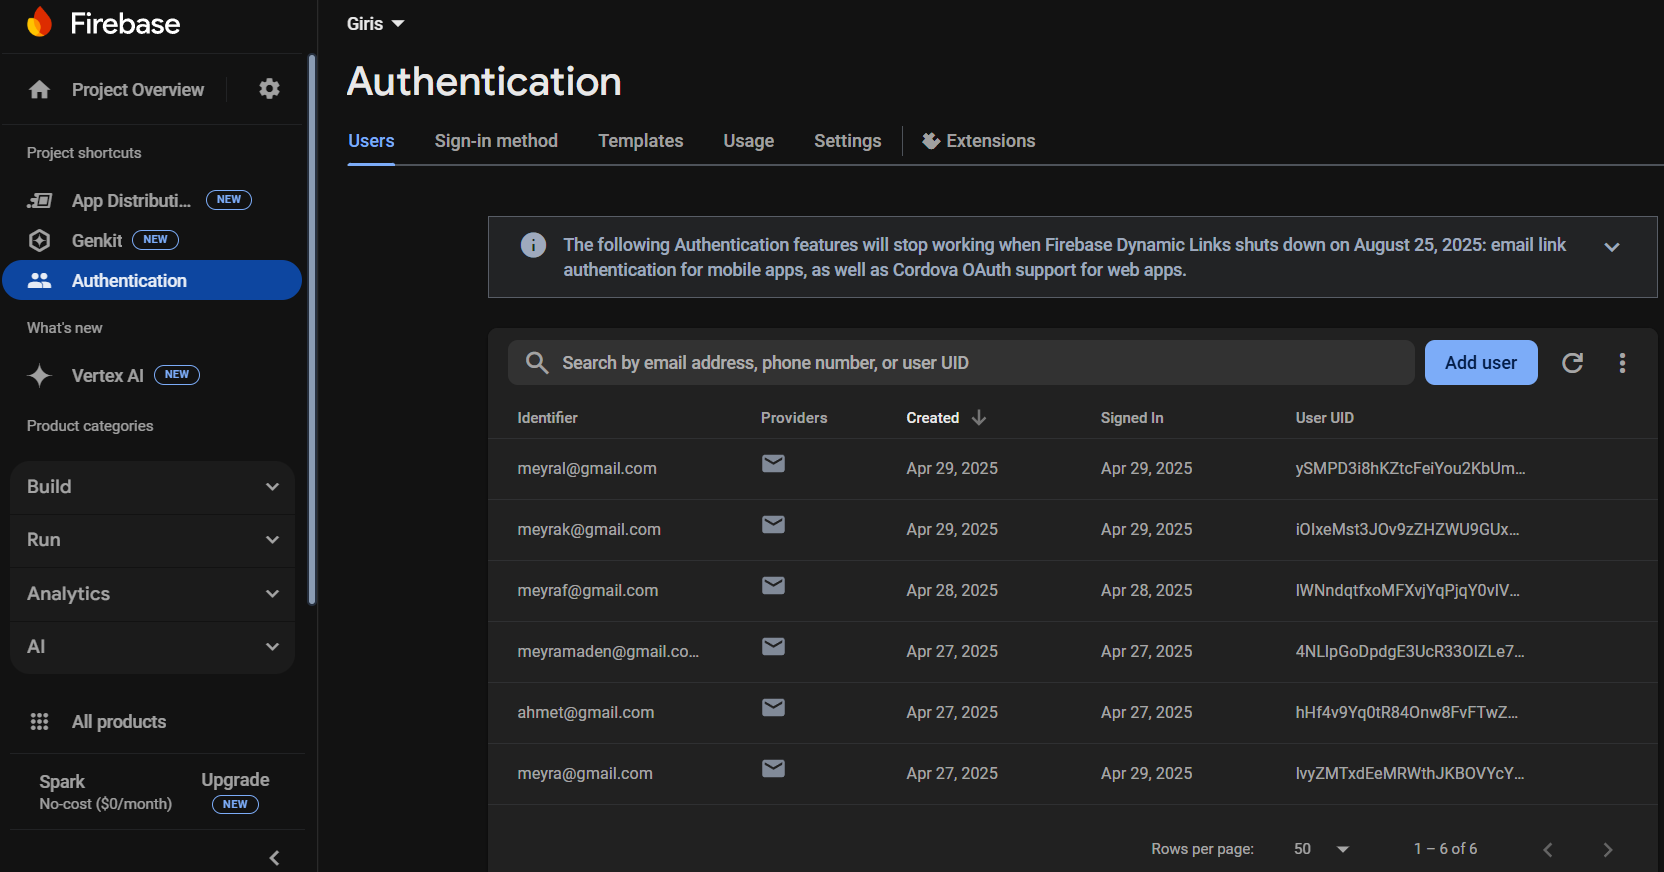 Firebase
Project Overview
Project shortcuts
App Distributi... NEW
Genkit NEW
Authentication
What's new
Vertex AI NEW
Product categories
Build
Run
Analytics
AI
All products
Spark
No-cost ($0/month)
Upgrade
NEW
Giris
Authentication
Users Sign-in method Templates Usage Settings Extensions
The following Authentication features will stop working when Firebase Dynamic Links shuts down on August 25, 2025: email link
authentication for mobile apps, as well as Cordova OAuth support for web apps.
Search by email address, phone number, or user UID Add user
Identifier Providers Created Signed In User UID
meyral@gmail.com Apr 29, 2025 Apr 29, 2025 ySMPD3i8hKZtcFeiYou2KbUm...
meyrak@gmail.com Apr 29, 2025 Apr 29, 2025 iOIxeMst3JOv9zZHZWU9GUx...
meyraf@gmail.com Apr 28, 2025 Apr 28, 2025 IWNndqtfxoMFXvjYqPjqY0vlV...
meyramaden@gmail.co... Apr 27, 2025 Apr 27, 2025 4NLIpGoDpdgE3UcR33OIZLe7...
ahmet@gmail.com Apr 27, 2025 Apr 27, 2025 hHf4v9Yq0tR84Onw8FvFTwZ...
meyra@gmail.com Apr 27, 2025 Apr 29, 2025 lvyZMTxdEeMRWthJKBOVYcY...
Rows per page: 50 1 – 6 of 6